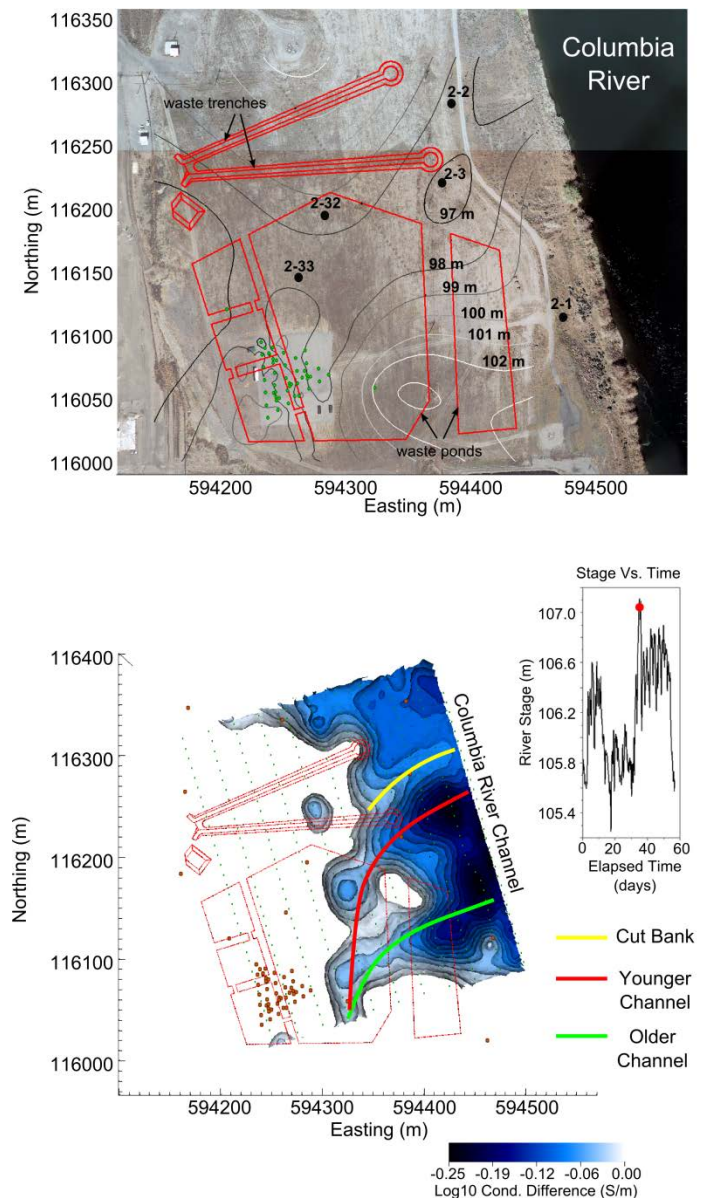 116350
116300
116250
116200
116150
116100
116050
116000
Northing (m)
Columbia
River
waste trenches
2-2
2-3
97 m
2-32
98 m
2-33
99 m
2-1
100 m
101 m
102 m
waste ponds
594200
594300
594400
594500
Easting (m)
Stage Vs. Time
107.0
106.6
106.2
105.8
105.4
River Stage (m)
0
20
40
60
Elapsed Time
(days)
116400
116300
116200
116100
116000
Northing (m)
Columbia River Channel
Cut Bank
Younger
Channel
Older
Channel
594200
594300
594400
594500
Easting (m)
-0.25
-0.19
-0.12
-0.06
0.00
Log10 Cond. Difference (S/m)